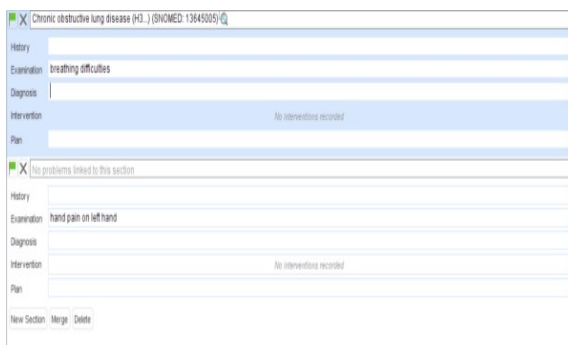 Chronic obstructive lung disease (H3...) (SNOMED: 13645005)
History
Examination breathing difficulties
Diagnosis
Intervention No interventions recorded
Plan
No problems linked to this section
History
Examination hand pain on left hand
Diagnosis
Intervention No interventions recorded
Plan
New Section Merge Delete